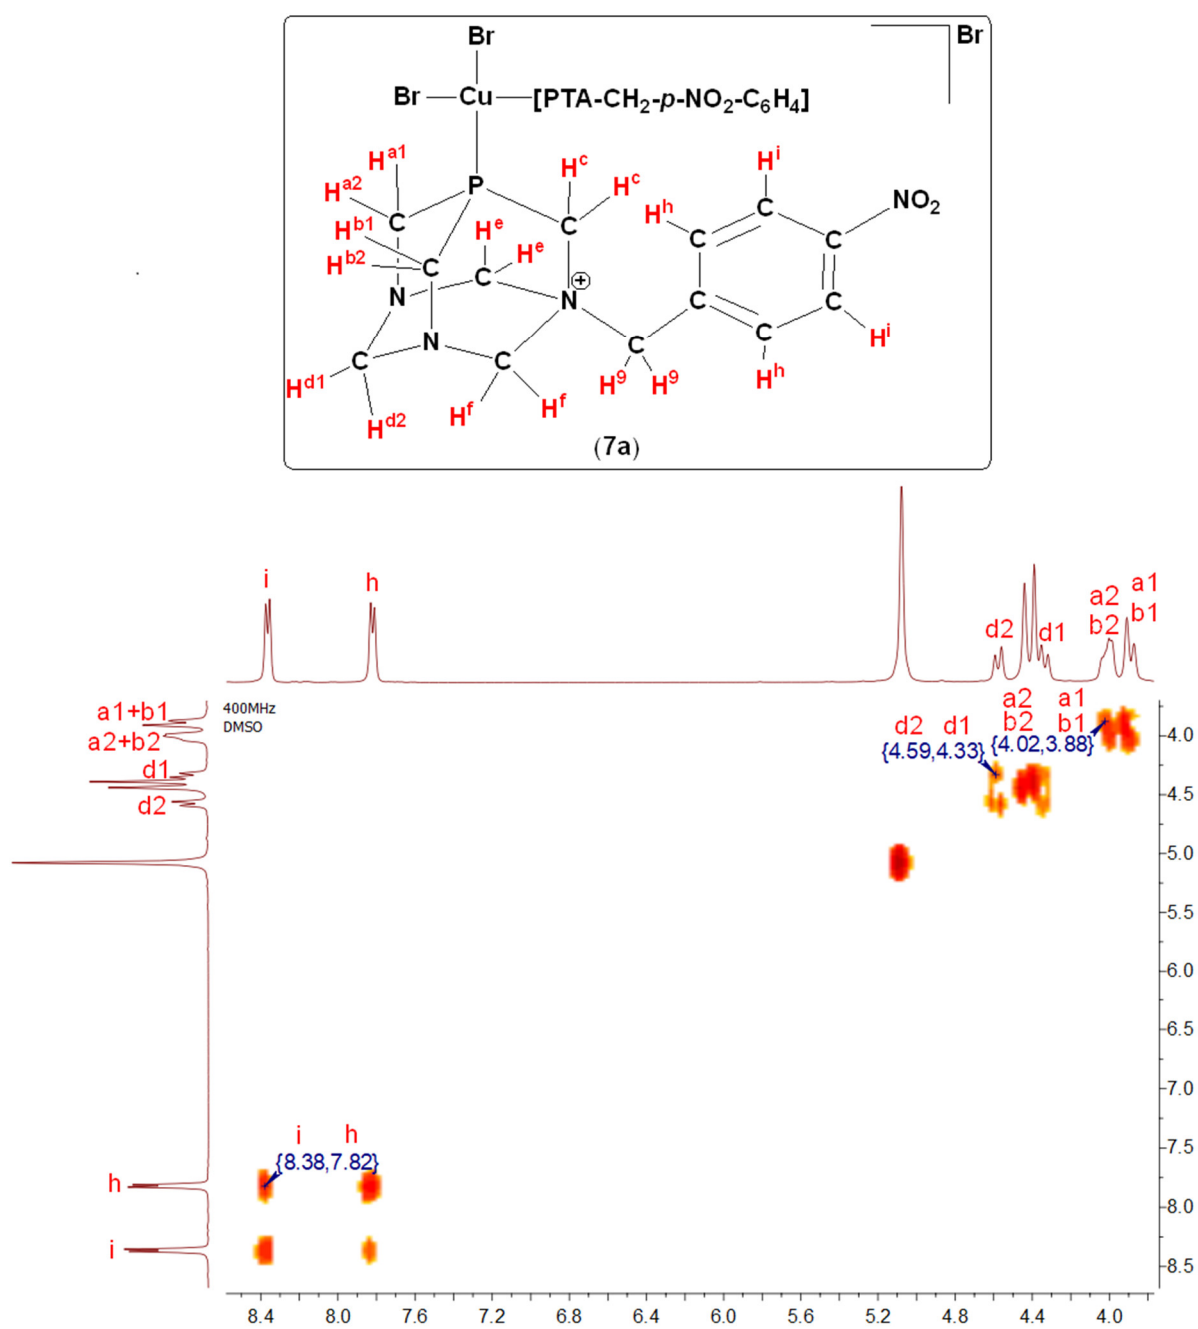 Br
Br
Br Cu [PTA-CH2-p-NO2-C6H4]
Ha1
Ha2
P
Hc
Hc
Hi
NO2
C
Hb1
He
He
C
Hh
C
C
C
Hb2
C
C
N
N
⊕
C
C
N
C
C
C
C
Hi
Hd1
Hd2
Hf
Hf
H9
H9
Hh
(7a)
i
h
d2
d1
a2
b2
a1
b1
a1+b1
a2+b2
d1
d2
400MHz
DMSO
d2 d1
a2
b2
a1
b1
{4.59,4.33}
{4.02,3.88}
4.0
4.5
5.0
5.5
6.0
6.5
7.0
7.5
8.0
8.5
i h
{8.38,7.82}
h
i
8.4 8.0 7.6 7.2 6.8 6.4 6.0 5.6 5.2 4.8 4.4 4.0